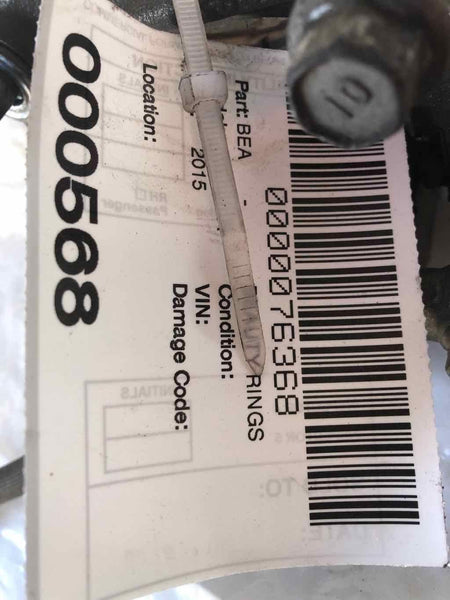 0000076368
Part: BEA RINGS
Condition:
2015
VIN:
Damage Code:
Location:
000568
10